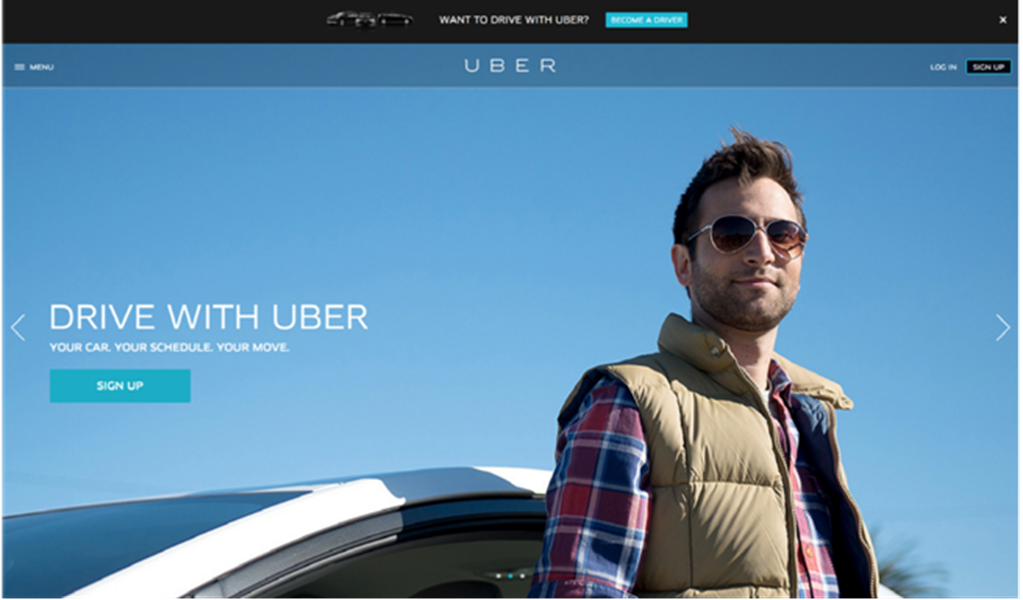 WANT TO DRIVE WITH UBER? BECOME A DRIVER
MENU UBER LOG IN SIGN UP
DRIVE WITH UBER
YOUR CAR. YOUR SCHEDULE. YOUR MOVE.
SIGN UP